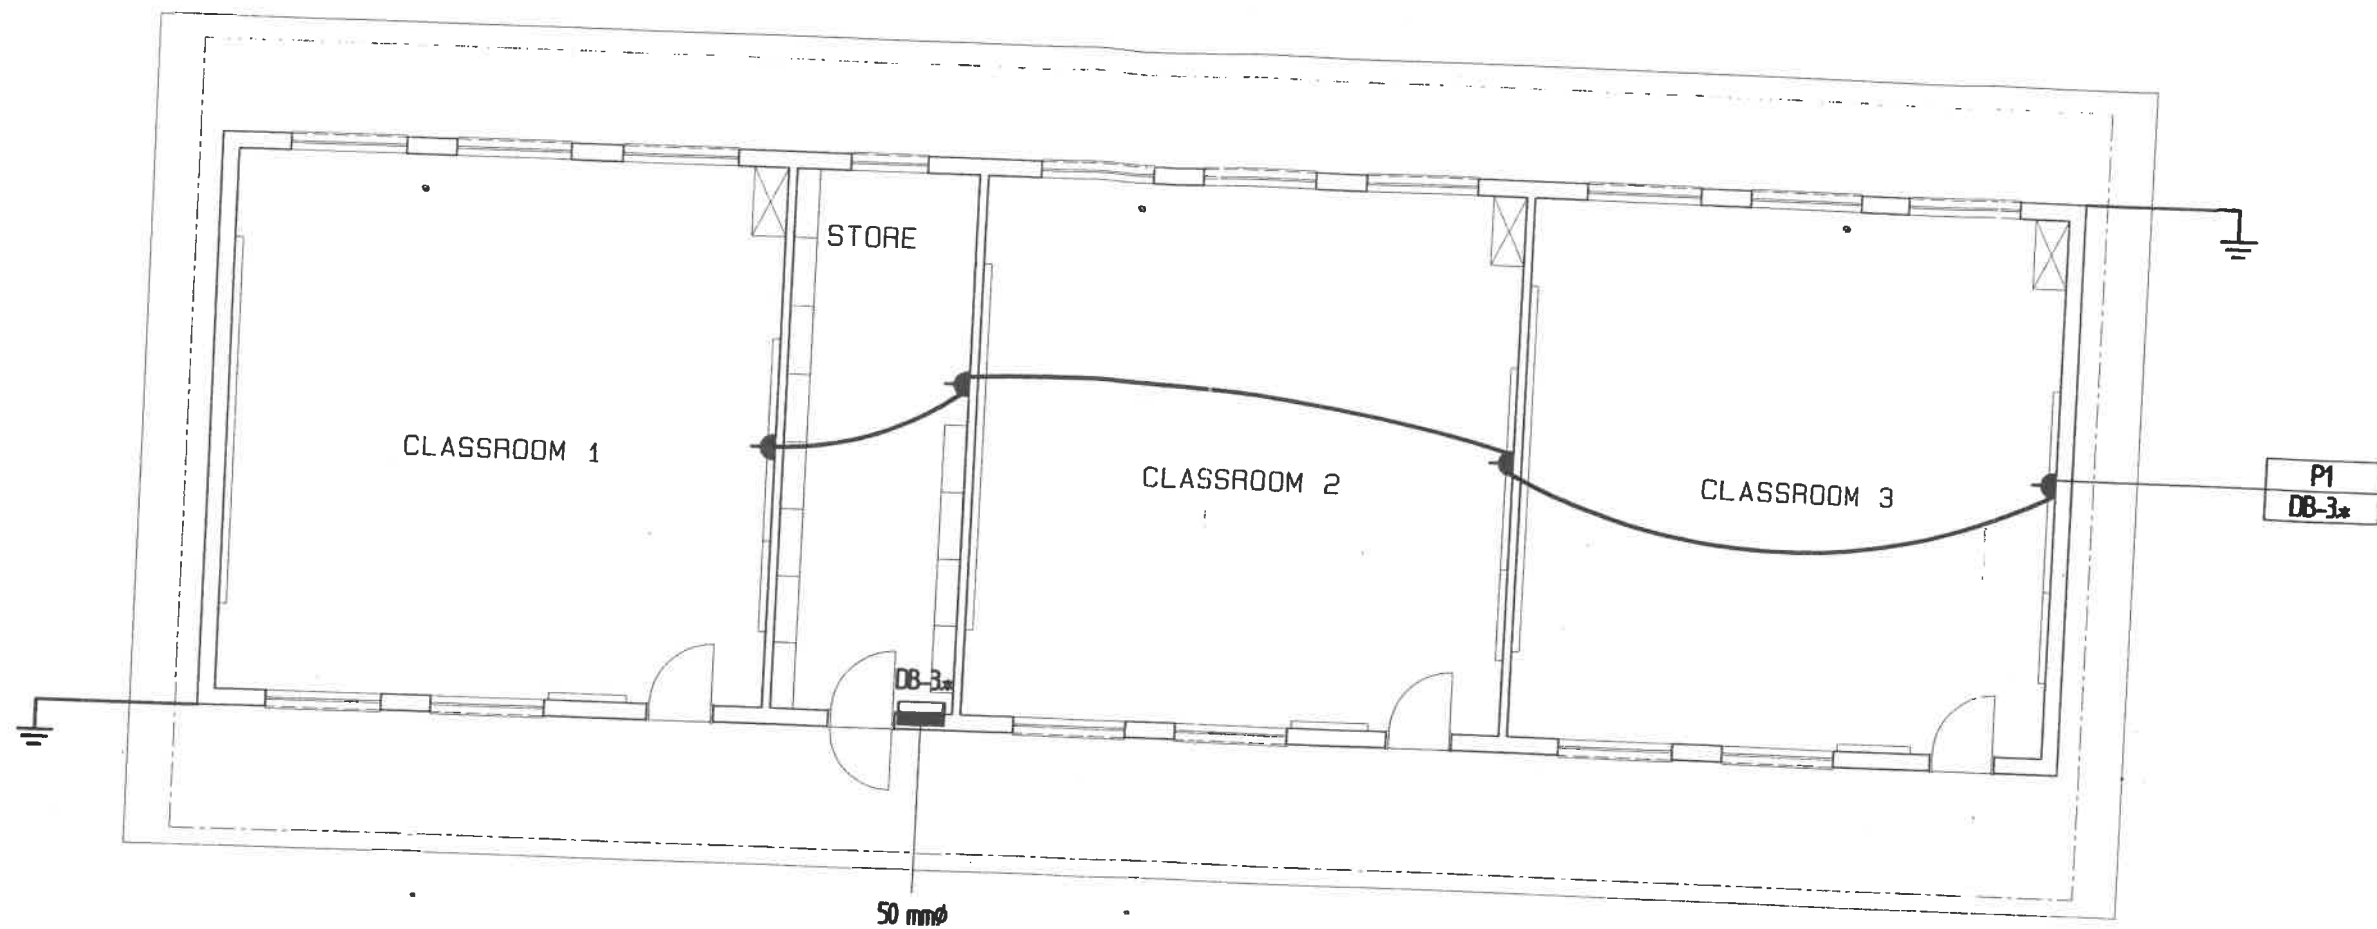 STORE
CLASSROOM 1
CLASSROOM 2
CLASSROOM 3
P1
DB-3.*
DB-3.*
50 mmø